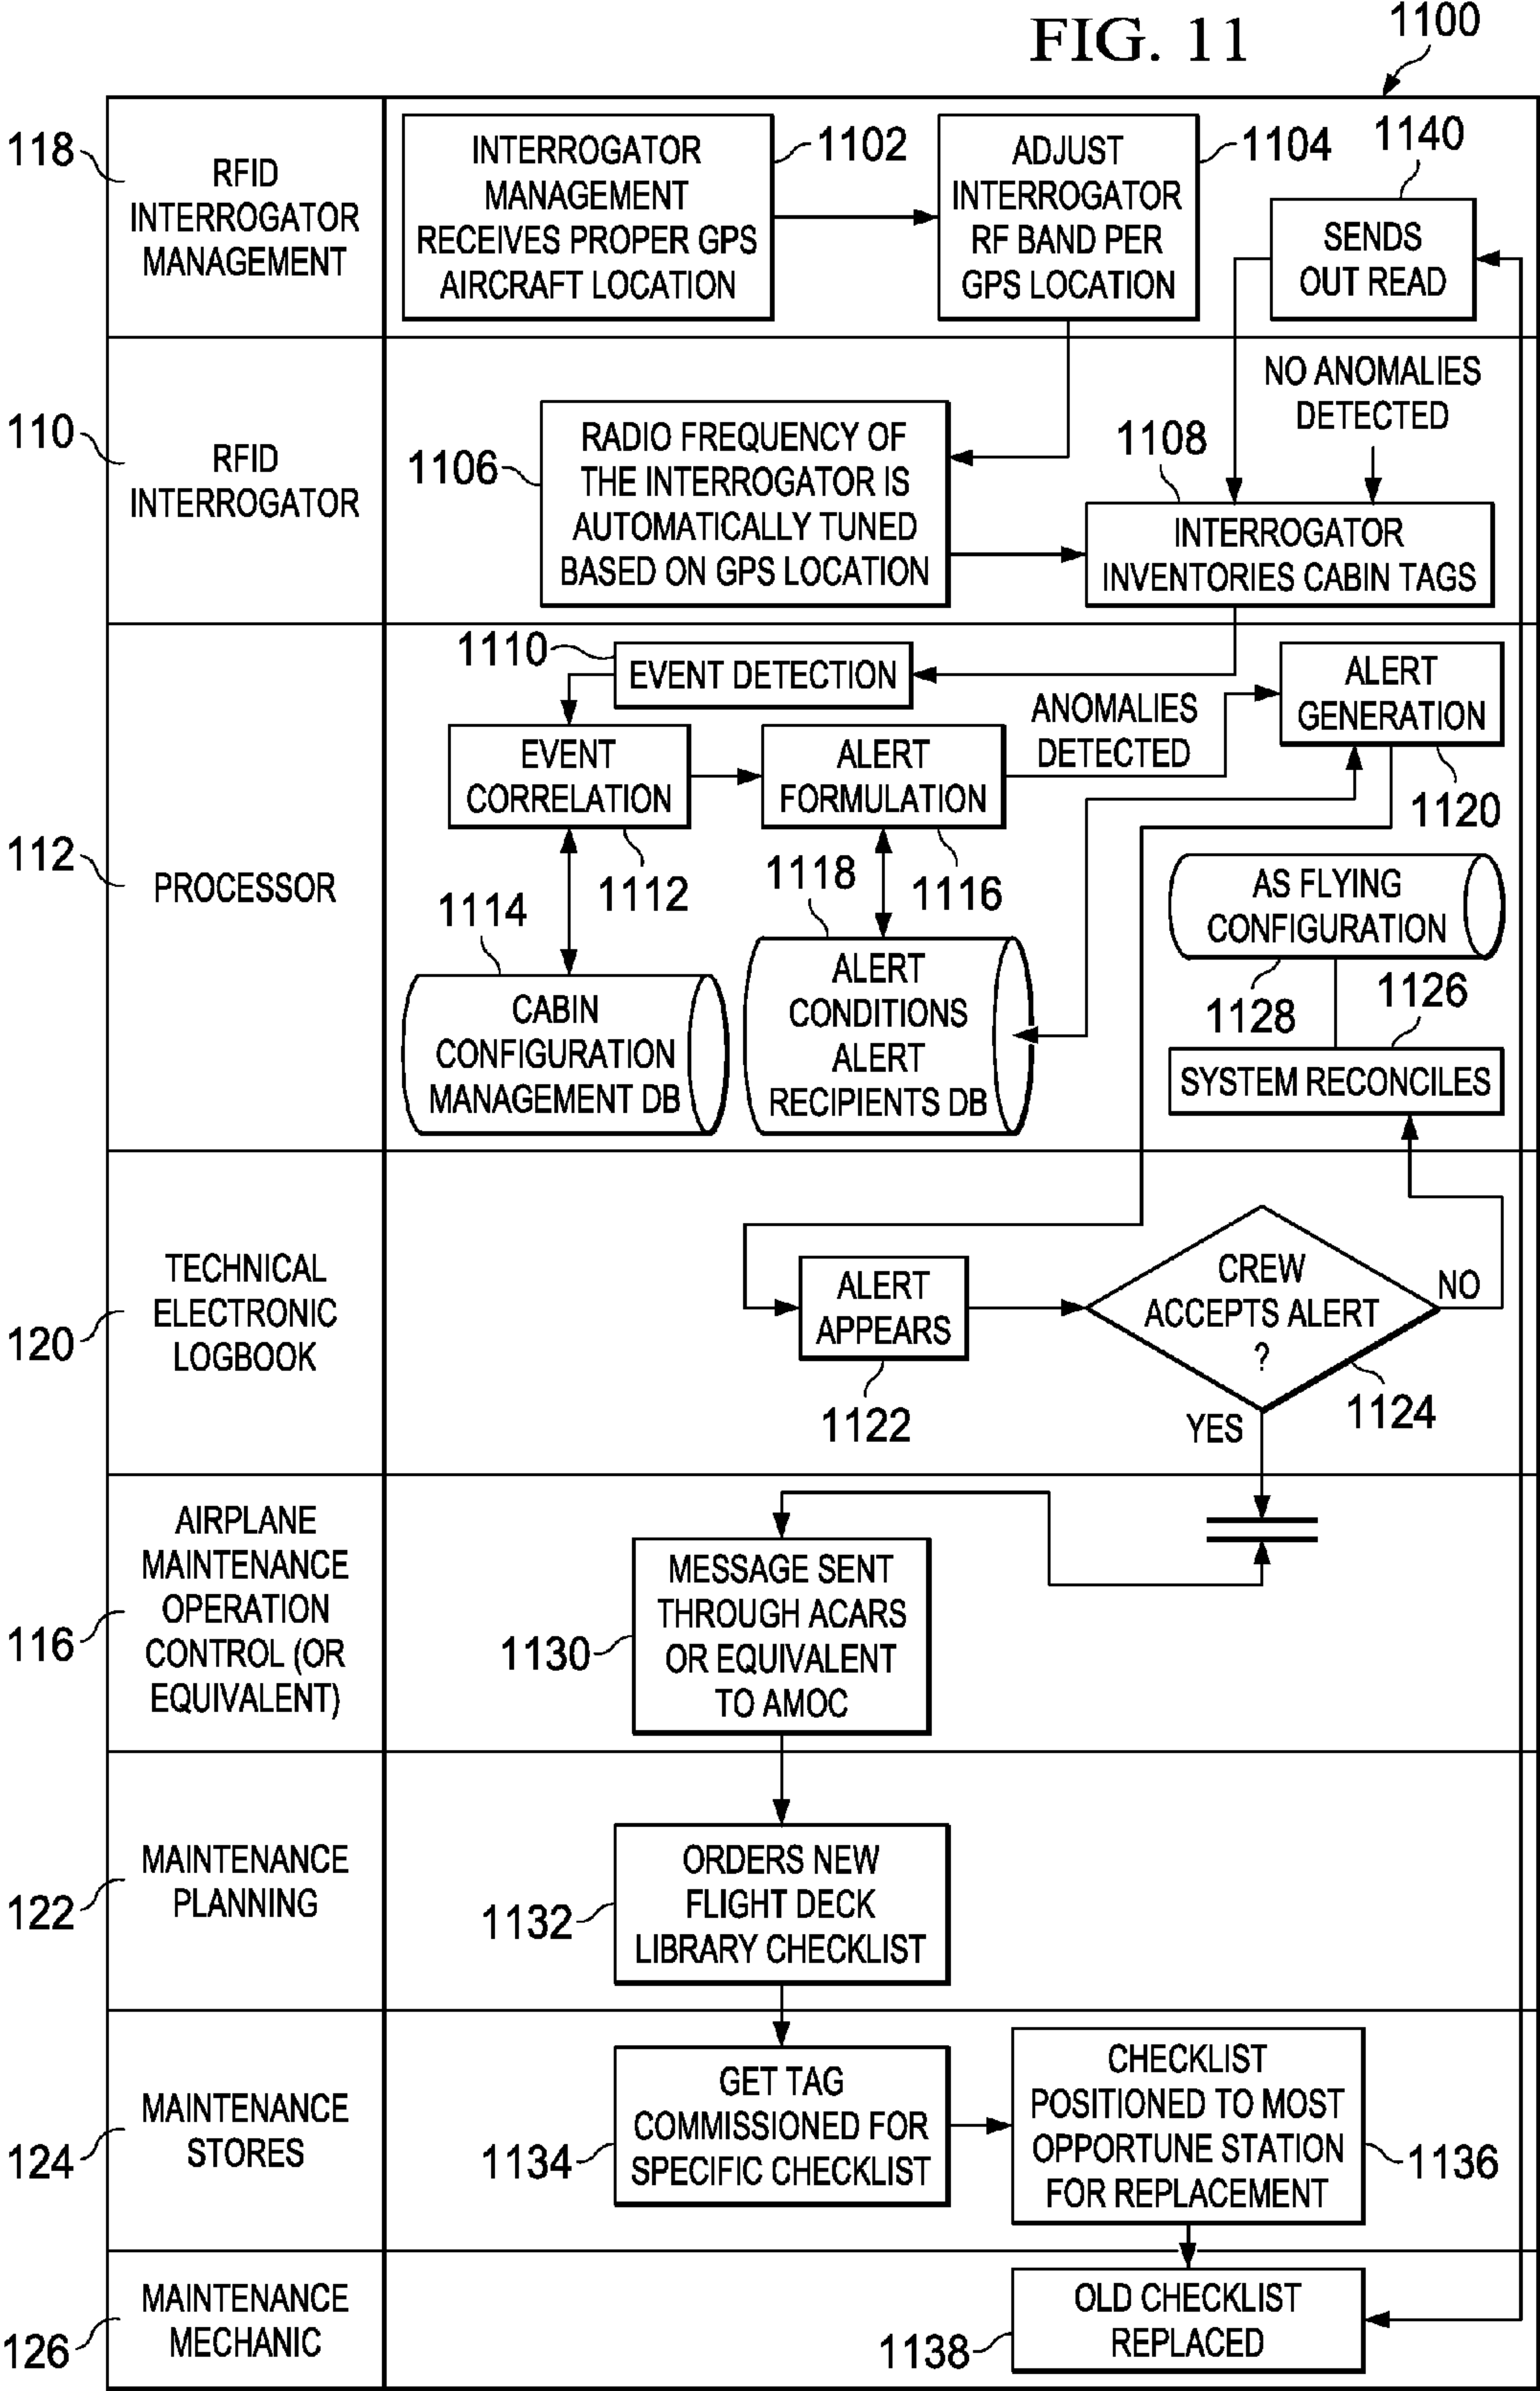 FIG. 11
1100
118
RFID
INTERROGATOR
MANAGEMENT
INTERROGATOR
MANAGEMENT
RECEIVES PROPER GPS
AIRCRAFT LOCATION
1102
ADJUST
INTERROGATOR
RF BAND PER
GPS LOCATION
1104
1140
SENDS
OUT READ
110
RFID
INTERROGATOR
1106
RADIO FREQUENCY OF
THE INTERROGATOR IS
AUTOMATICALLY TUNED
BASED ON GPS LOCATION
NO ANOMALIES
DETECTED
1108
INTERROGATOR
INVENTORIES CABIN TAGS
112
PROCESSOR
1110
EVENT DETECTION
EVENT
CORRELATION
1112
ALERT
FORMULATION
1116
ANOMALIES
DETECTED
ALERT
GENERATION
1120
1114
CABIN
CONFIGURATION
MANAGEMENT DB
1118
ALERT
CONDITIONS
ALERT
RECIPIENTS DB
AS FLYING
CONFIGURATION
1128
1126
SYSTEM RECONCILES
120
TECHNICAL
ELECTRONIC
LOGBOOK
ALERT
APPEARS
1122
CREW
ACCEPTS ALERT
?
NO
1124
YES
116
AIRPLANE
MAINTENANCE
OPERATION
CONTROL (OR
EQUIVALENT)
1130
MESSAGE SENT
THROUGH ACARS
OR EQUIVALENT
TO AMOC
122
MAINTENANCE
PLANNING
1132
ORDERS NEW
FLIGHT DECK
LIBRARY CHECKLIST
124
MAINTENANCE
STORES
1134
GET TAG
COMMISSIONED FOR
SPECIFIC CHECKLIST
CHECKLIST
POSITIONED TO MOST
OPPORTUNE STATION
FOR REPLACEMENT
1136
126
MAINTENANCE
MECHANIC
1138
OLD CHECKLIST
REPLACED